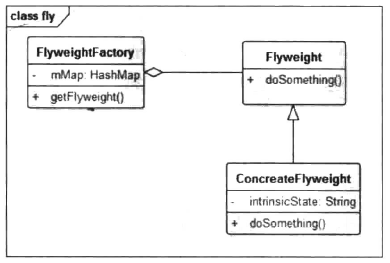 class fly
FlyweightFactory
- mMap: HashMap
+ getFlyweight()
Flyweight
+ doSomething()
ConcreateFlyweight
- intrinsicState: String
+ doSomething()